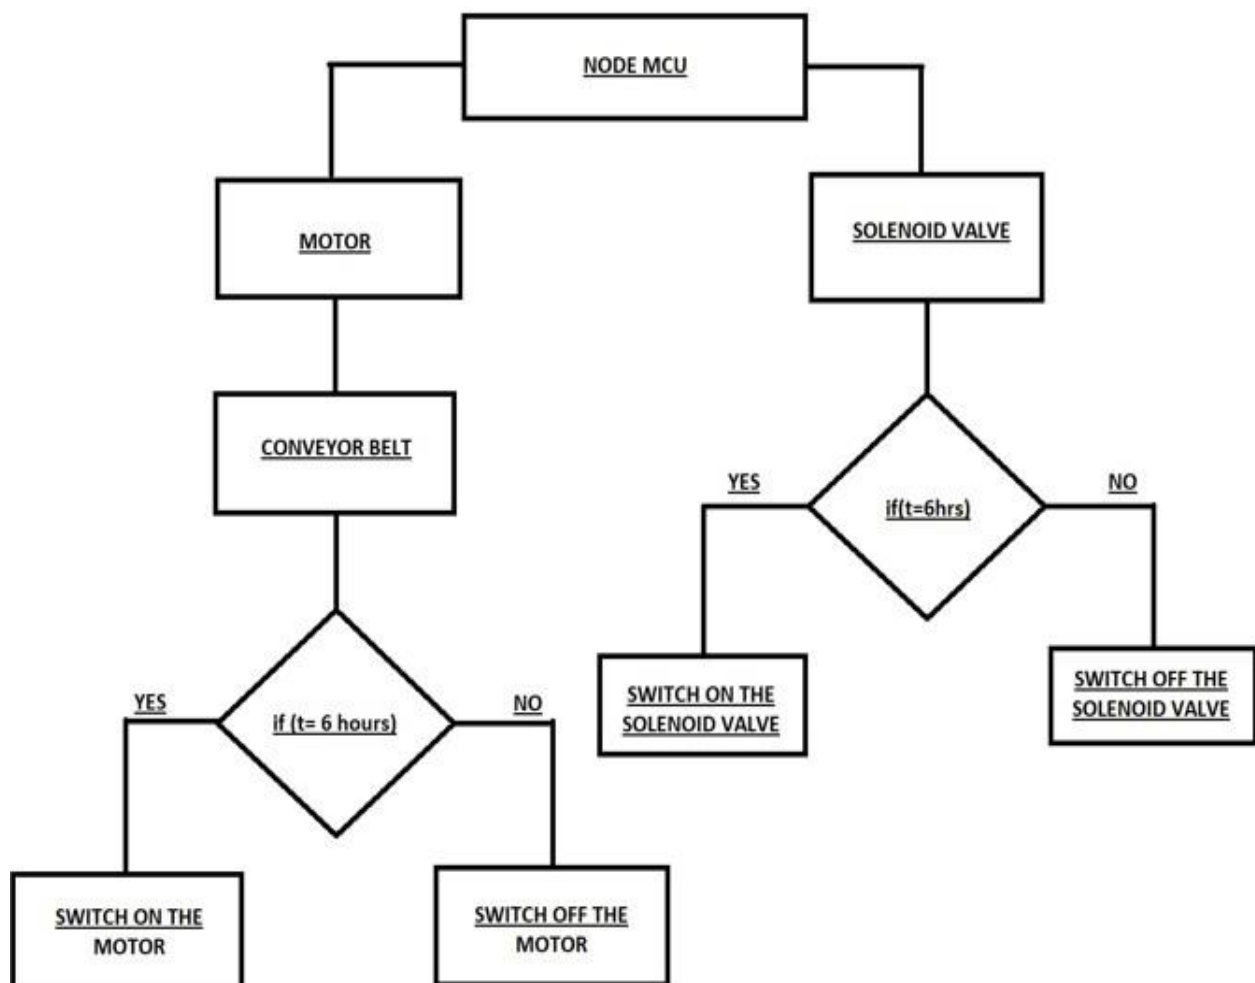 NODE MCU
MOTOR
SOLENOID VALVE
CONVEYOR BELT
YES
if(t=6hrs)
NO
SWITCH ON THE
SOLENOID VALVE
SWITCH OFF THE
SOLENOID VALVE
YES
if (t= 6 hours)
NO
SWITCH ON THE
MOTOR
SWITCH OFF THE
MOTOR